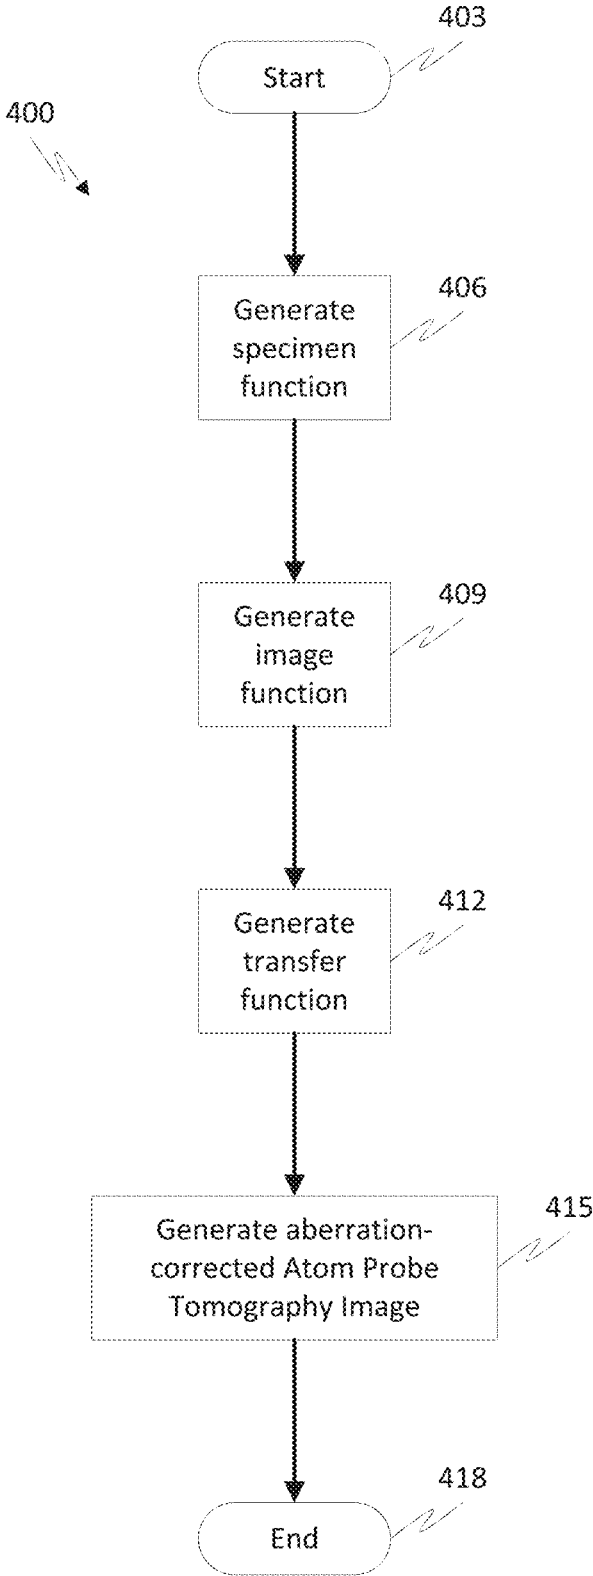 403
Start
400
406
Generate
specimen
function
409
Generate
image
function
412
Generate
transfer
function
415
Generate aberration-
corrected Atom Probe
Tomography Image
418
End